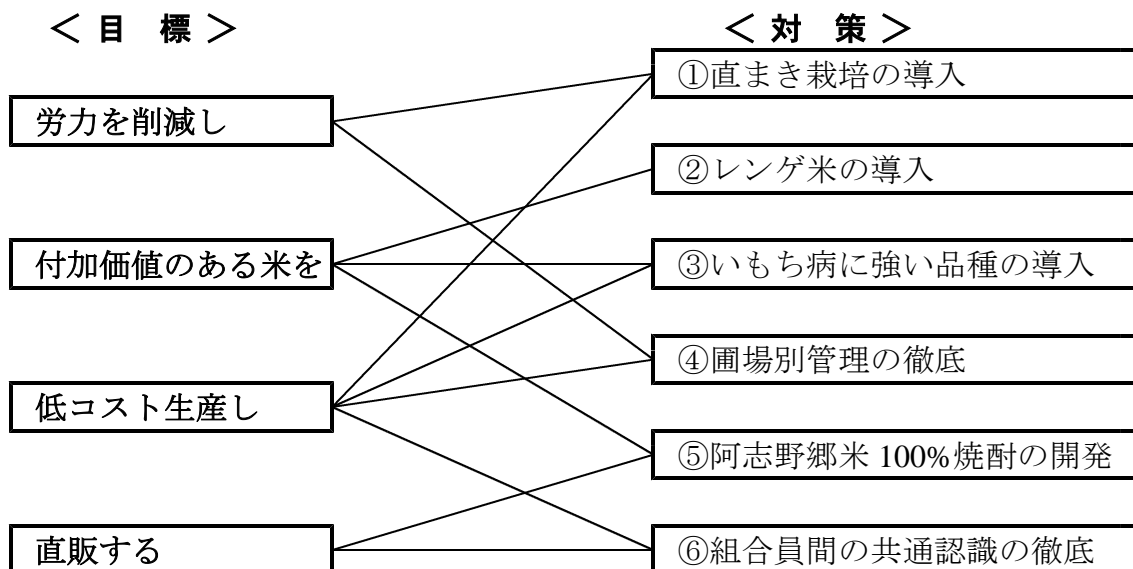 ＜目 標＞
＜対 策＞
労力を削減し
付加価値のある米を
低コスト生産し
直販する
①直まき栽培の導入
②レンゲ米の導入
③いもち病に強い品種の導入
④圃場別管理の徹底
⑤阿志野郷米 100%焼酎の開発
⑥組合員間の共通認識の徹底